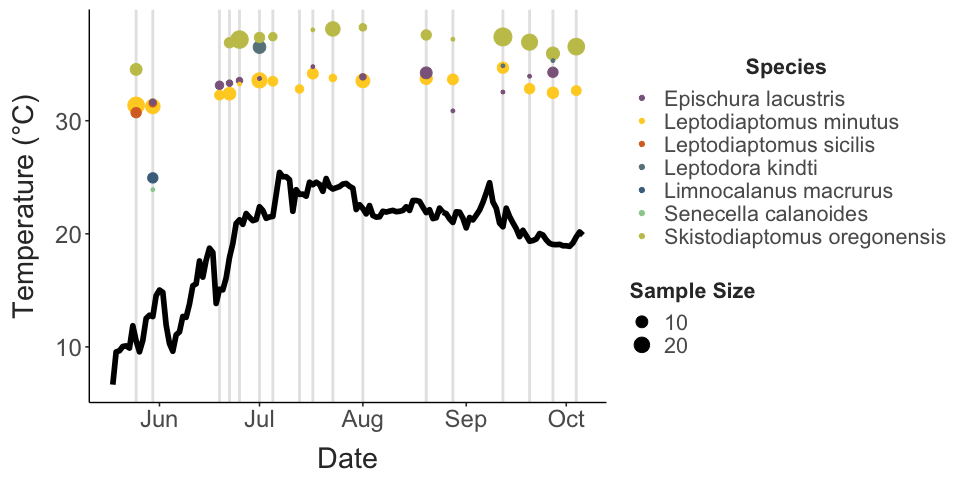 Temperature (°C)
30
20
10
Jun Jul Aug Sep Oct
Date
Species
Epischura lacustris
Leptodiaptomus minutus
Leptodiaptomus sicilis
Leptodora kindti
Limnocalanus macrurus
Senecella calanoides
Skistodiaptomus oregonensis
Sample Size
10
20